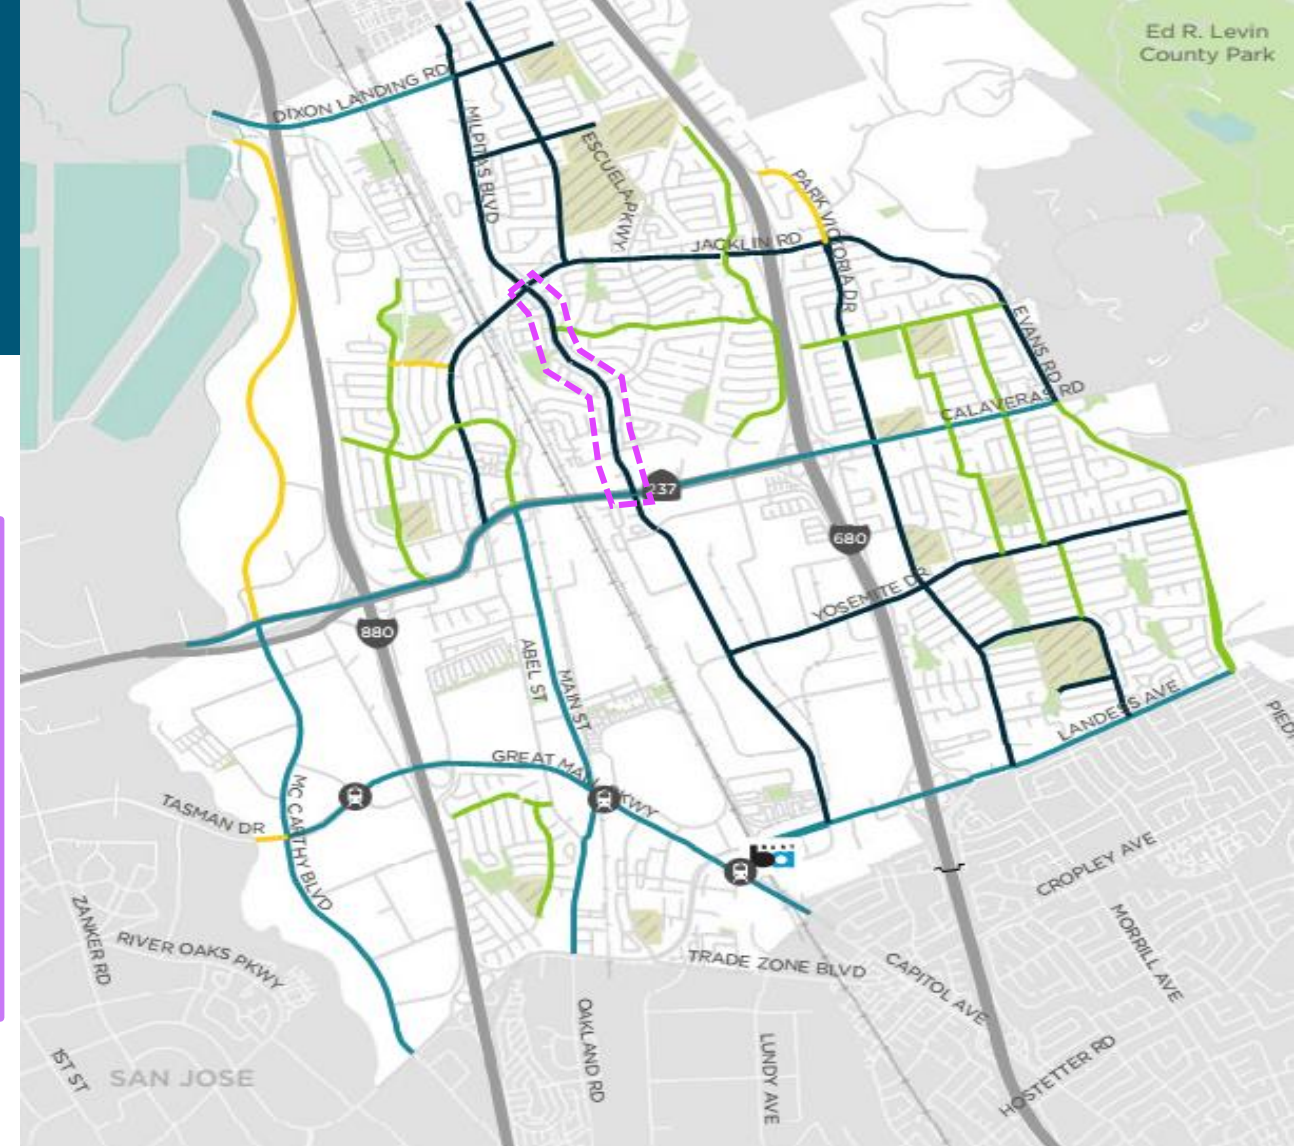 Ed R. Levin
County Park
DIXON LANDING RD
MILPITAS BLVD
ESCUELA PKWY
PARK VICTORIA DR
JACKLIN RD
EVANS RD
CALAVERAS RD
237
680
YOSEMITE DR
880
ABEL ST
MAIN ST
LANDESS AVE
PIEDM
GREAT MALL PKWY
TASMAN DR
MC CARTHY BLVD
CROPLEY AVE
ZANKER RD
RIVER OAKS PKWY
TRADE ZONE BLVD
CAPITOL AVE
MORRILL AVE
OAKLAND RD
LUNDY AVE
HOSTETTER RD
1ST ST
SAN JOSE